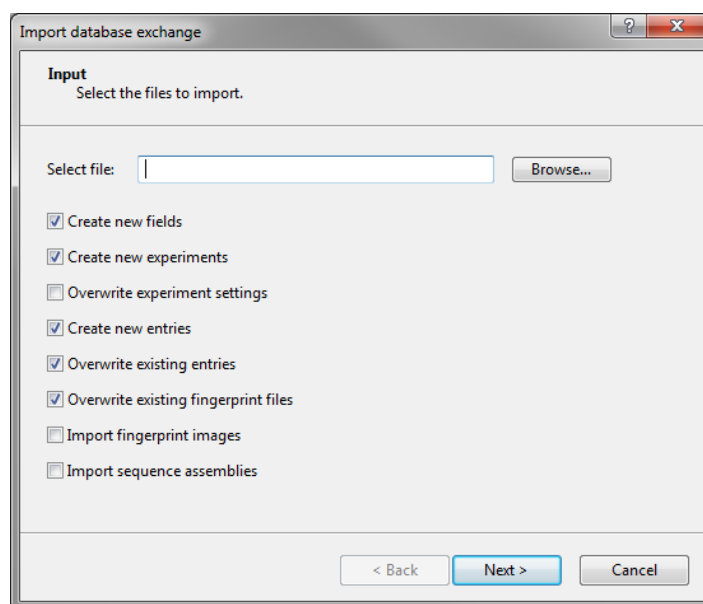 Import database exchange
Input
Select the files to import.
Select file:
Browse...
Create new fields
Create new experiments
Overwrite experiment settings
Create new entries
Overwrite existing entries
Overwrite existing fingerprint files
Import fingerprint images
Import sequence assemblies
< Back Next > Cancel